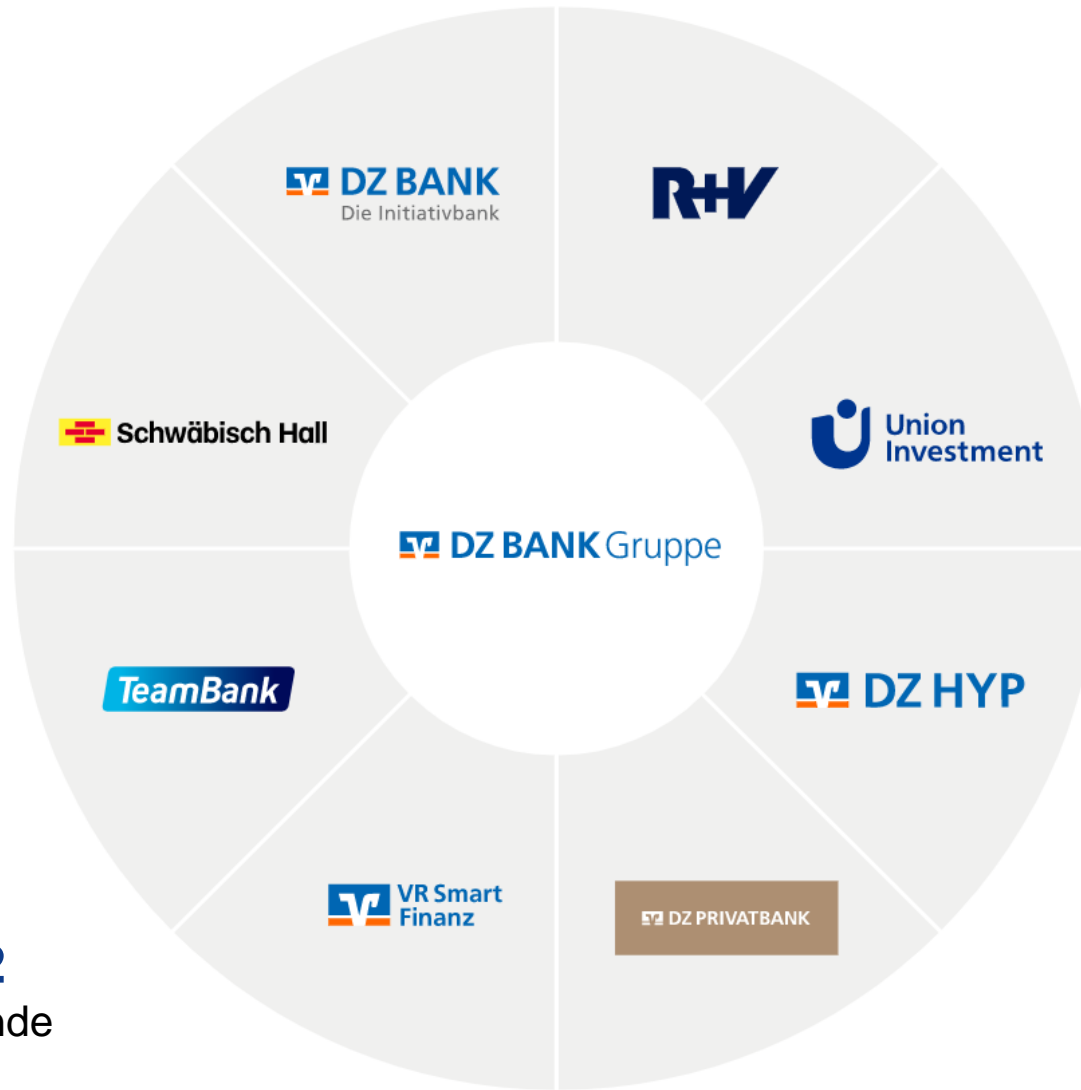 DZ BANK
Die Initiativbank
R+V
Schwäbisch Hall
Union
Investment
DZ BANK Gruppe
TeamBank
DZ HYP
VR Smart
Finanz
DZ PRIVATBANK
2
nde